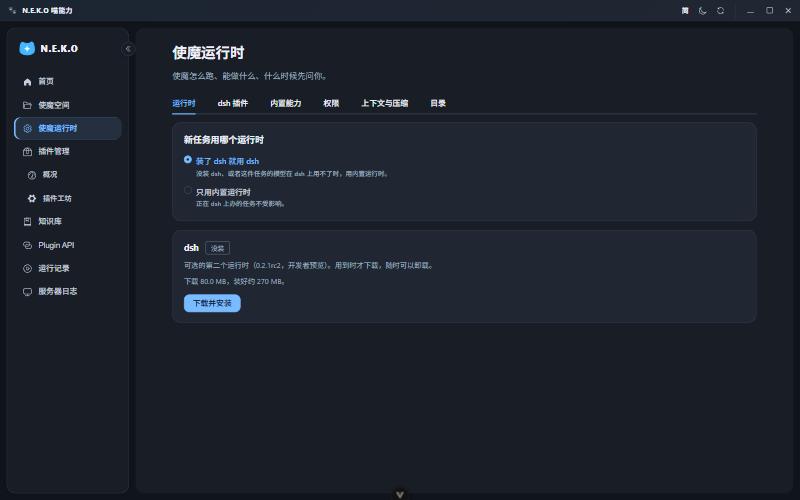 N.E.K.O 喵能力
简
N.E.K.O
首页
使魔空间
使魔运行时
插件管理
概况
插件工坊
知识库
Plugin API
运行记录
服务器日志
使魔运行时
使魔怎么跑、能做什么、什么时候先问你。
运行时 dsh 插件 内置能力 权限 上下文与压缩 目录
新任务用哪个运行时
装了 dsh 就用 dsh
没装 dsh、或者这件任务的模型在 dsh 上用不了时，用内置运行时。
只用内置运行时
正在 dsh 上办的任务不受影响。
dsh 没装
可选的第二个运行时（0.2.1rc2，开发者预览）。用到时才下载，随时可以卸载。
下载 80.0 MB，装好约 270 MB。
下载并安装